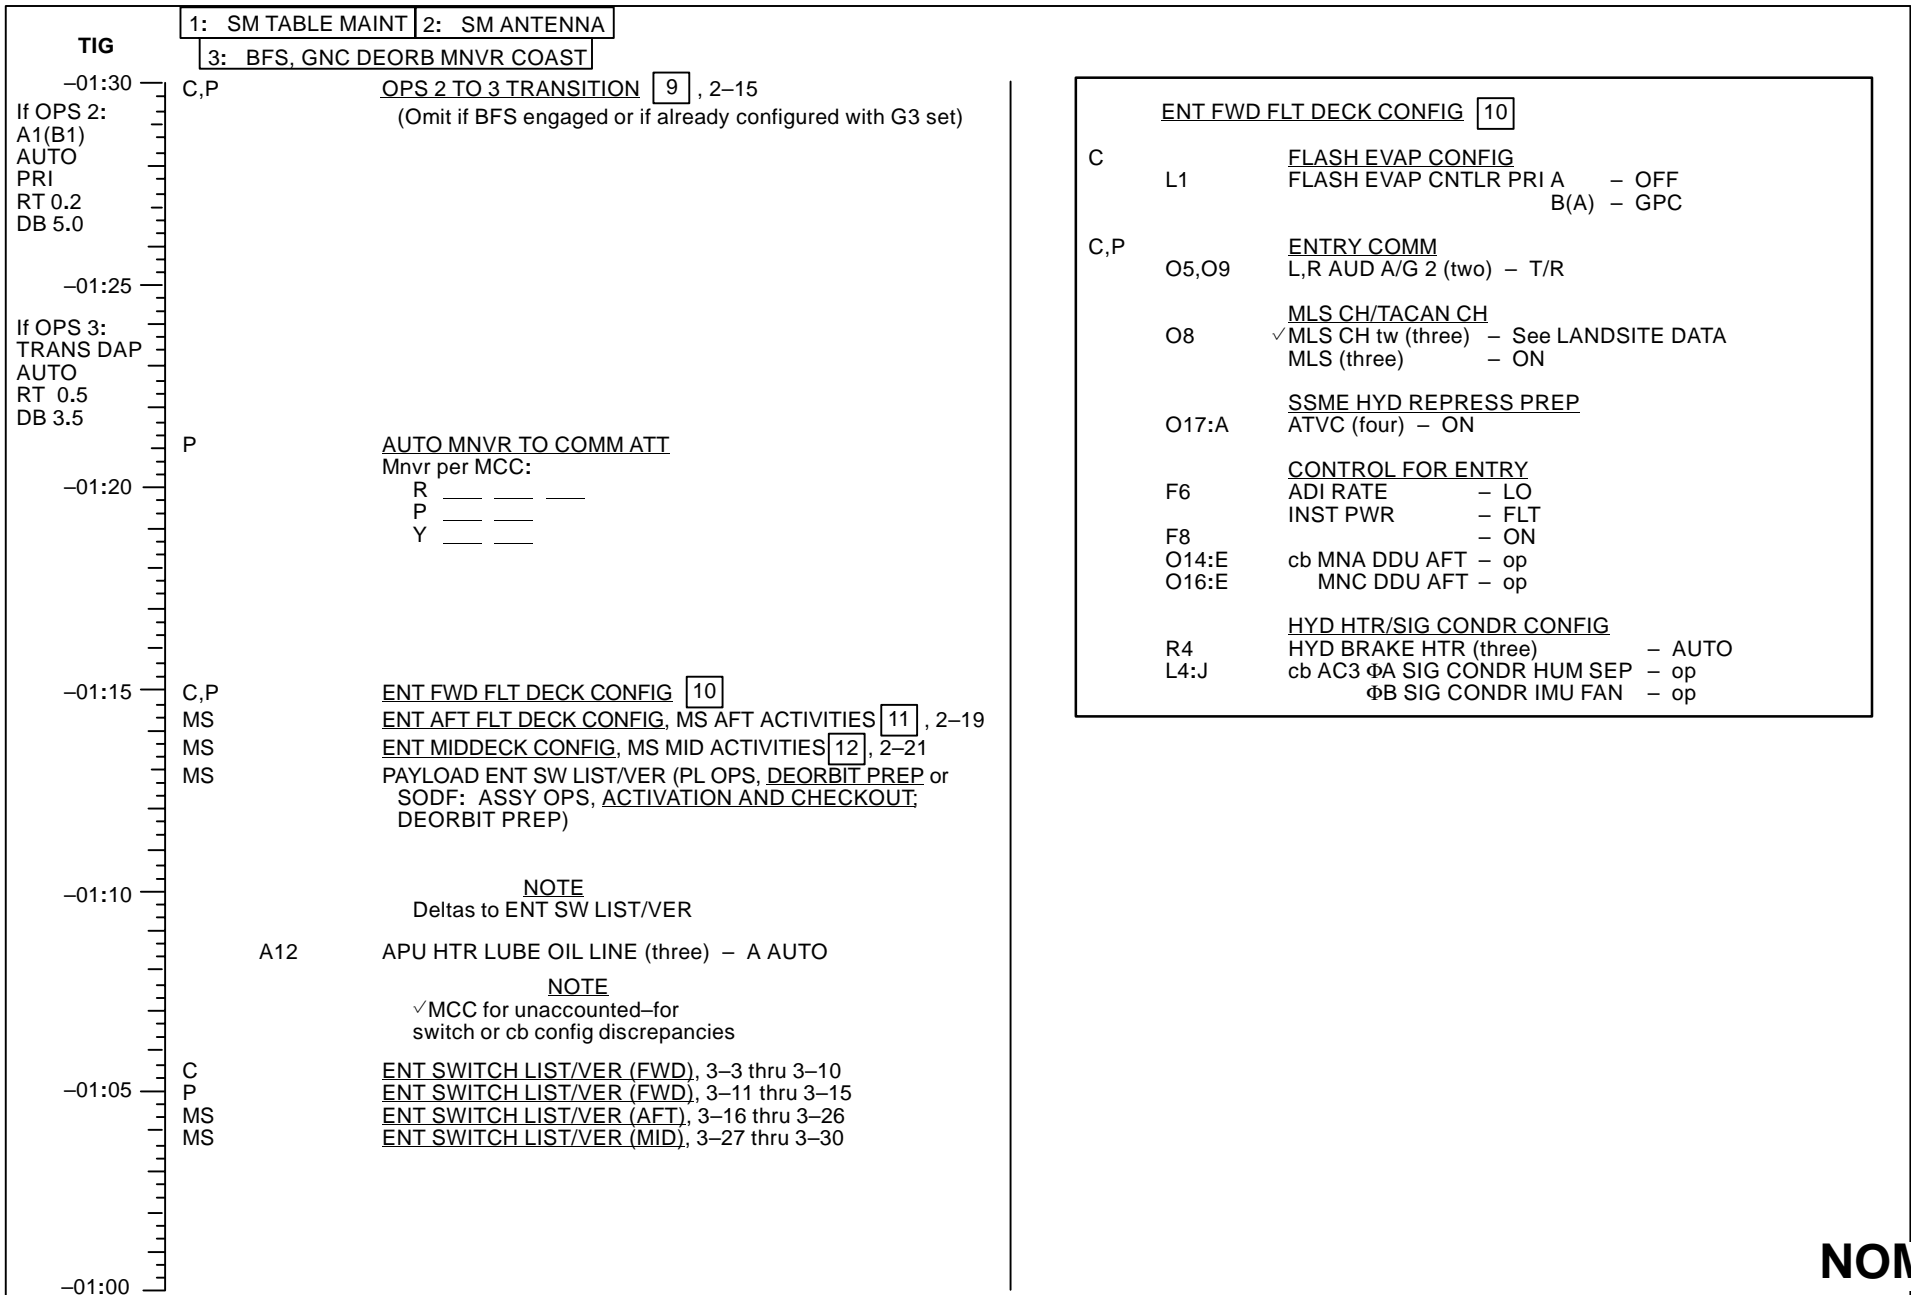 1: SM TABLE MAINT 2: SM ANTENNA
3: BFS, GNC DEORB MNVR COAST
TIG
–01:30
If OPS 2:
A1(B1)
AUTO
PRI
RT 0.2
DB 5.0
–01:25
If OPS 3:
TRANS DAP
AUTO
RT 0.5
DB 3.5
–01:20
–01:15
–01:10
–01:05
–01:00
C,P OPS 2 TO 3 TRANSITION 9 , 2–15
(Omit if BFS engaged or if already configured with G3 set)
P AUTO MNVR TO COMM ATT
Mnvr per MCC:
R ___ ___ ___
P ___ ___
Y ___ ___
C,P ENT FWD FLT DECK CONFIG 10
MS ENT AFT FLT DECK CONFIG, MS AFT ACTIVITIES 11 , 2–19
MS ENT MIDDECK CONFIG, MS MID ACTIVITIES 12 , 2–21
MS PAYLOAD ENT SW LIST/VER (PL OPS, DEORBIT PREP or
SODF: ASSY OPS, ACTIVATION AND CHECKOUT;
DEORBIT PREP)
NOTE
Deltas to ENT SW LIST/VER
A12 APU HTR LUBE OIL LINE (three) – A AUTO
NOTE
√MCC for unaccounted–for
switch or cb config discrepancies
C ENT SWITCH LIST/VER (FWD), 3–3 thru 3–10
P ENT SWITCH LIST/VER (FWD), 3–11 thru 3–15
MS ENT SWITCH LIST/VER (AFT), 3–16 thru 3–26
MS ENT SWITCH LIST/VER (MID), 3–27 thru 3–30
ENT FWD FLT DECK CONFIG 10
C FLASH EVAP CONFIG
L1 FLASH EVAP CNTLR PRI A – OFF
B(A) – GPC
C,P ENTRY COMM
O5,O9 L,R AUD A/G 2 (two) – T/R
MLS CH/TACAN CH
O8 √MLS CH tw (three) – See LANDSITE DATA
MLS (three) – ON
SSME HYD REPRESS PREP
O17:A ATVC (four) – ON
CONTROL FOR ENTRY
F6 ADI RATE – LO
INST PWR – FLT
F8 – ON
O14:E cb MNA DDU AFT – op
O16:E MNC DDU AFT – op
HYD HTR/SIG CONDR CONFIG
R4 HYD BRAKE HTR (three) – AUTO
L4:J cb AC3 ΦA SIG CONDR HUM SEP – op
ΦB SIG CONDR IMU FAN – op